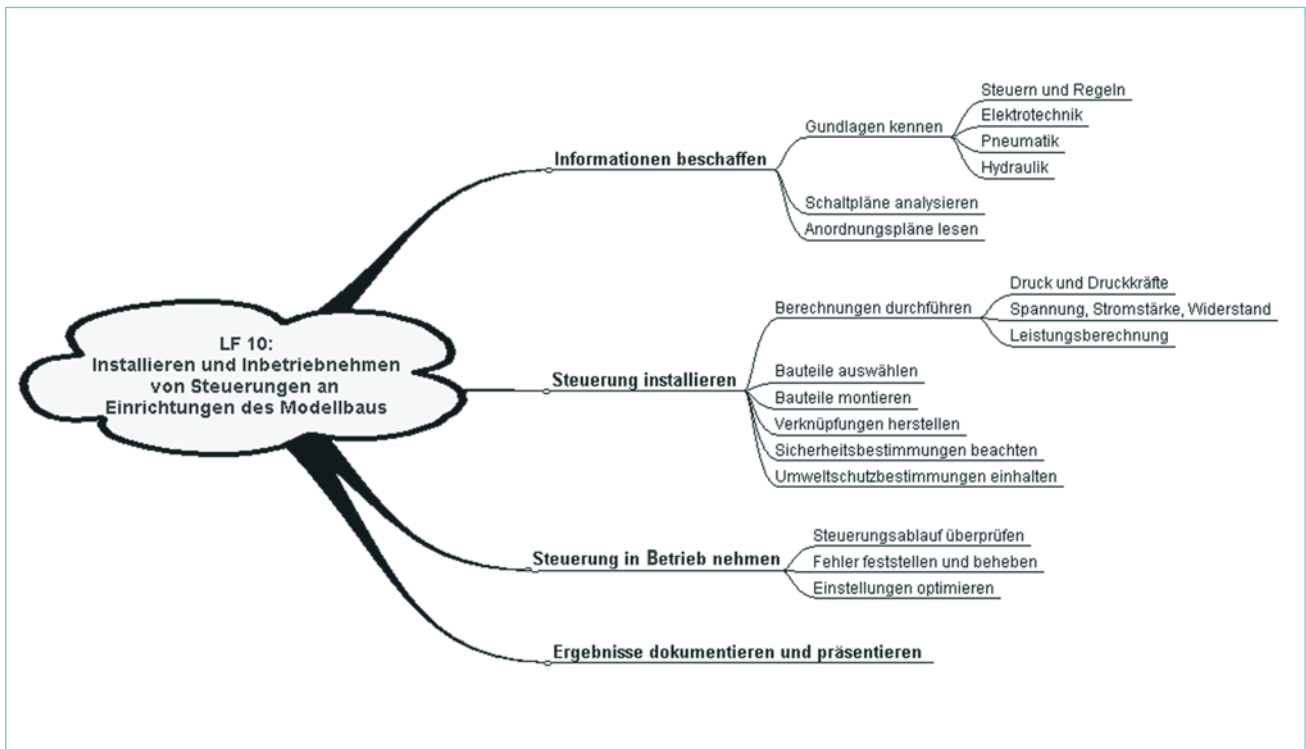 LF 10:
Installieren und Inbetriebnehmen
von Steuerungen an
Einrichtungen des Modellbaus
Informationen beschaffen
Gundlagen kennen
Steuern und Regeln
Elektrotechnik
Pneumatik
Hydraulik
Schaltpläne analysieren
Anordnungspläne lesen
Steuerung installieren
Berechnungen durchführen
Druck und Druckkräfte
Spannung, Stromstärke, Widerstand
Leistungsberechnung
Bauteile auswählen
Bauteile montieren
Verknüpfungen herstellen
Sicherheitsbestimmungen beachten
Umweltschutzbestimmungen einhalten
Steuerung in Betrieb nehmen
Steuerungsablauf überprüfen
Fehler feststellen und beheben
Einstellungen optimieren
Ergebnisse dokumentieren und präsentieren